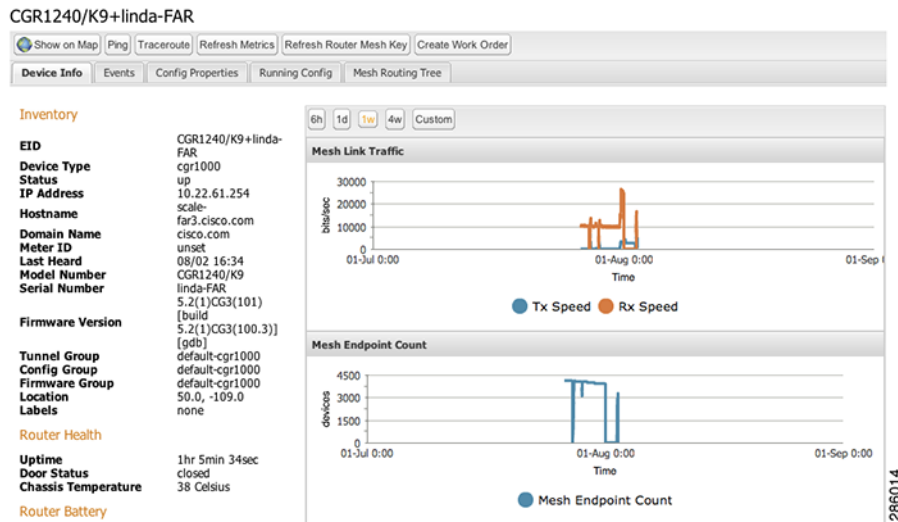 CGR1240/K9+linda-FAR
Show on Map Ping Traceroute Refresh Metrics Refresh Router Mesh Key Create Work Order
Device Info Events Config Properties Running Config Mesh Routing Tree
Inventory
EID CGR1240/K9+linda-
FAR
Device Type cgr1000
Status up
IP Address 10.22.61.254
Hostname scale-
far3.cisco.com
Domain Name cisco.com
Meter ID unset
Last Heard 08/02 16:34
Model Number CGR1240/K9
Serial Number linda-FAR
Firmware Version 5.2(1)CG3(101)
[build
5.2(1)CG3(100.3)]
[gdb]
Tunnel Group default-cgr1000
Config Group default-cgr1000
Firmware Group default-cgr1000
Location 50.0, -109.0
Labels none
Router Health
Uptime 1hr 5min 34sec
Door Status closed
Chassis Temperature 38 Celsius
Router Battery
6h 1d 1w 4w Custom
Mesh Link Traffic
bits/sec
30000
20000
10000
0
01-Jul 0:00 01-Aug 0:00 01-Sep
Time
Tx Speed Rx Speed
Mesh Endpoint Count
devices
4500
3000
1500
0
01-Jul 0:00 01-Aug 0:00 01-Sep 0:00
Time
Mesh Endpoint Count
286014